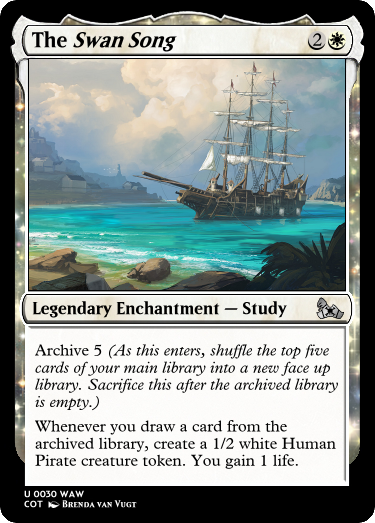 The Swan Song 2
Legendary Enchantment — Study
Archive 5 (As this enters, shuffle the top five
cards of your main library into a new face up
library. Sacrifice this after the archived library
is empty.)
Whenever you draw a card from the
archived library, create a 1/2 white Human
Pirate creature token. You gain 1 life.
U 0030 WAW
COT Brenda van Vugt